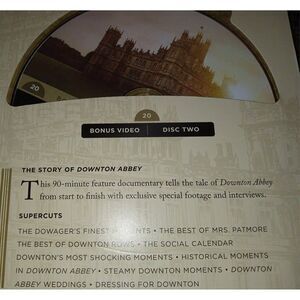 20
20
BONUS VIDEO DISC TWO
THE STORY OF DOWNTON ABBEY
This 90-minute feature documentary tells the tale of Downton Abbey
from start to finish with exclusive special footage and interviews.
SUPERCUTS
THE DOWAGER'S FINEST • THE BEST OF MRS. PATMORE
THE BEST OF DOWNTON ROWS • THE SOCIAL CALENDAR
DOWNTON'S MOST SHOCKING MOMENTS • HISTORICAL MOMENTS
IN DOWNTON ABBEY • STEAMY DOWNTON MOMENTS • DOWNTON
ABBEY WEDDINGS • DRESSING FOR DOWNTON